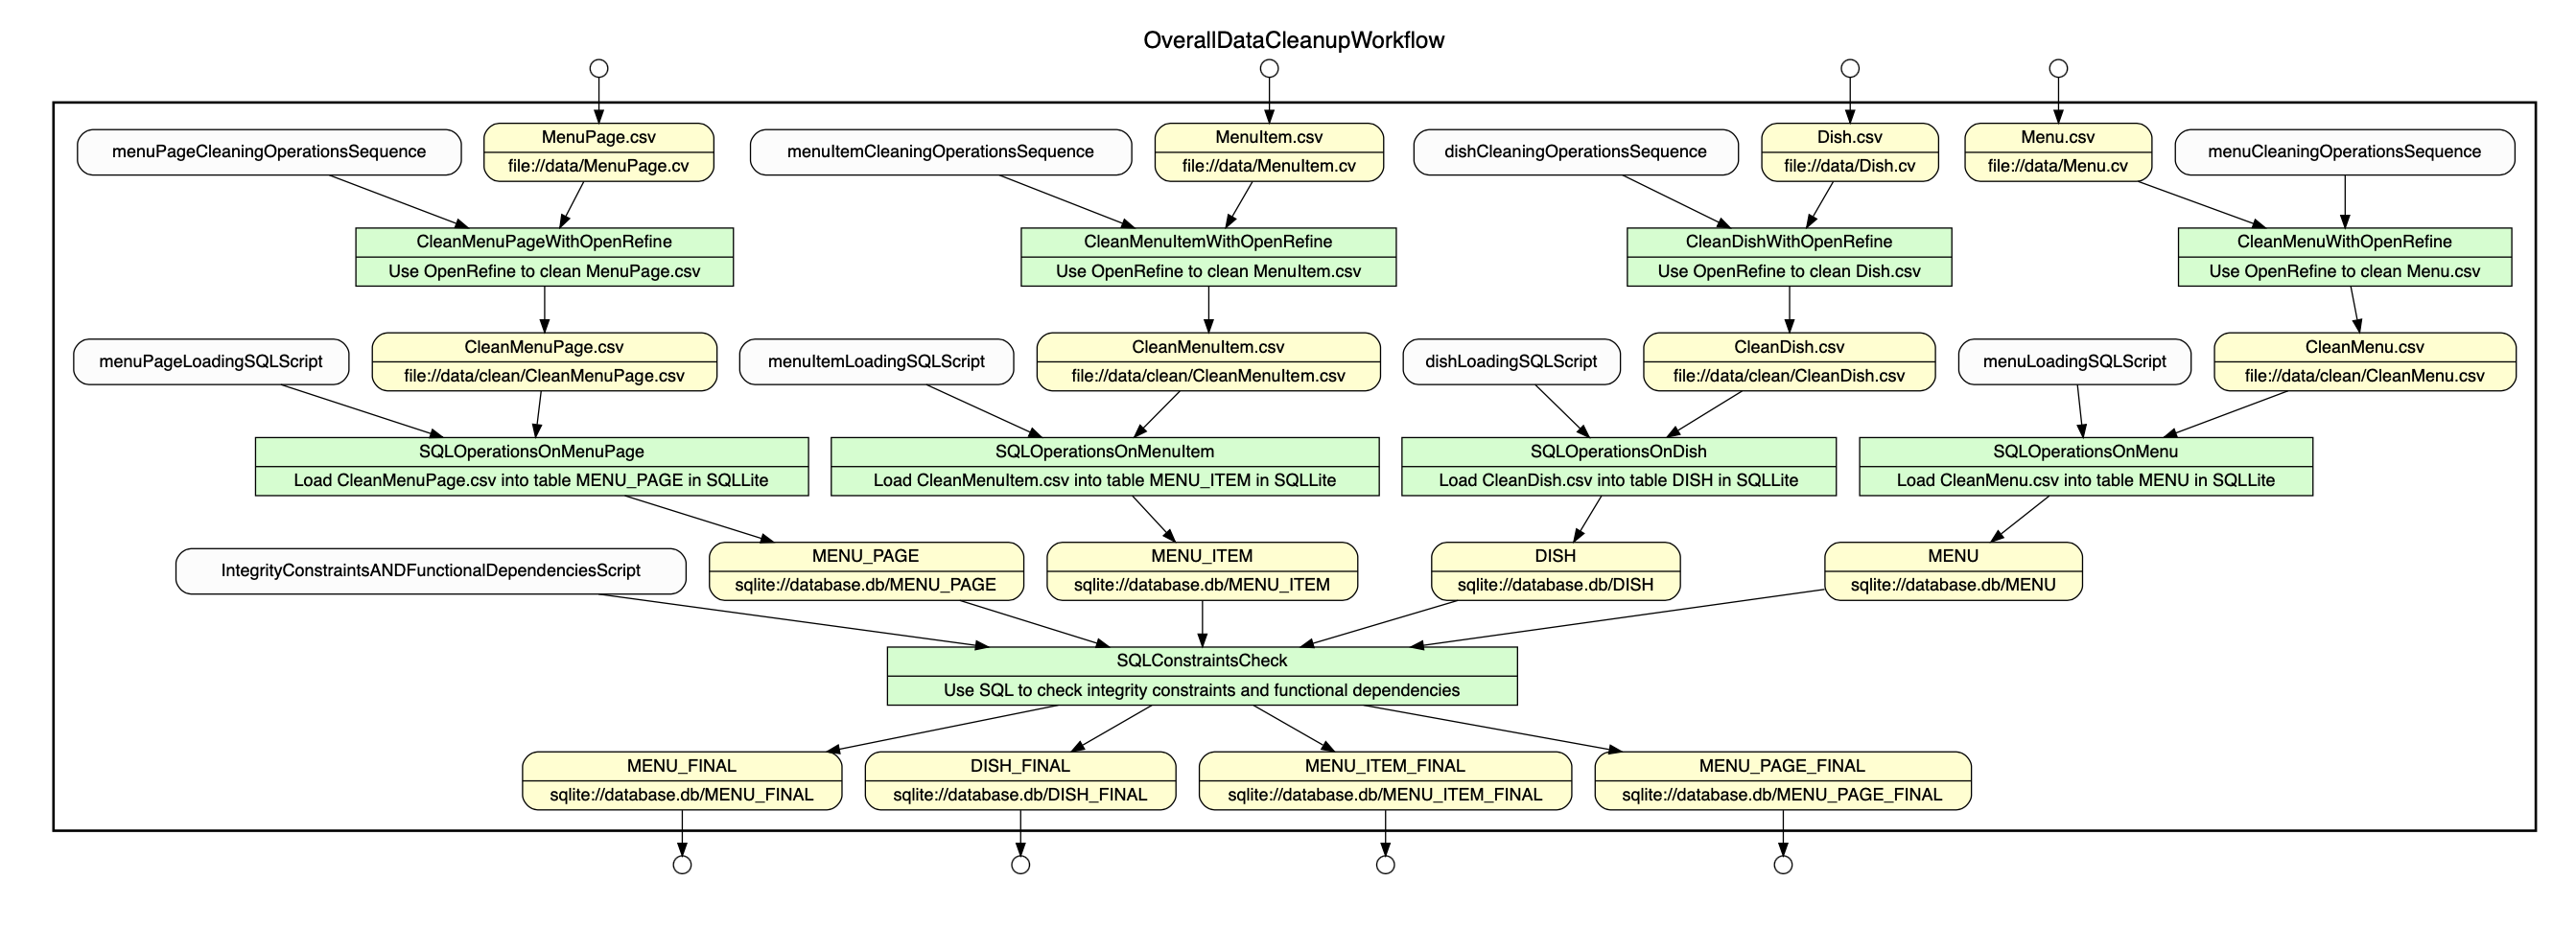 OverallDataCleanupWorkflow
menuPageCleaningOperationsSequence
MenuPage.csv
file://data/MenuPage.cv
menuItemCleaningOperationsSequence
MenuItem.csv
file://data/MenuItem.cv
dishCleaningOperationsSequence
Dish.csv
file://data/Dish.cv
Menu.csv
file://data/Menu.cv
menuCleaningOperationsSequence
CleanMenuPageWithOpenRefine
Use OpenRefine to clean MenuPage.csv
CleanMenuItemWithOpenRefine
Use OpenRefine to clean MenuItem.csv
CleanDishWithOpenRefine
Use OpenRefine to clean Dish.csv
CleanMenuWithOpenRefine
Use OpenRefine to clean Menu.csv
menuPageLoadingSQLScript
CleanMenuPage.csv
file://data/clean/CleanMenuPage.csv
menuItemLoadingSQLScript
CleanMenuItem.csv
file://data/clean/CleanMenuItem.csv
dishLoadingSQLScript
CleanDish.csv
file://data/clean/CleanDish.csv
menuLoadingSQLScript
CleanMenu.csv
file://data/clean/CleanMenu.csv
SQLOperationsOnMenuPage
Load CleanMenuPage.csv into table MENU_PAGE in SQLLite
SQLOperationsOnMenuItem
Load CleanMenuItem.csv into table MENU_ITEM in SQLLite
SQLOperationsOnDish
Load CleanDish.csv into table DISH in SQLLite
SQLOperationsOnMenu
Load CleanMenu.csv into table MENU in SQLLite
IntegrityConstraintsANDFunctionalDependenciesScript
MENU_PAGE
sqlite://database.db/MENU_PAGE
MENU_ITEM
sqlite://database.db/MENU_ITEM
DISH
sqlite://database.db/DISH
MENU
sqlite://database.db/MENU
SQLConstraintsCheck
Use SQL to check integrity constraints and functional dependencies
MENU_FINAL
sqlite://database.db/MENU_FINAL
DISH_FINAL
sqlite://database.db/DISH_FINAL
MENU_ITEM_FINAL
sqlite://database.db/MENU_ITEM_FINAL
MENU_PAGE_FINAL
sqlite://database.db/MENU_PAGE_FINAL